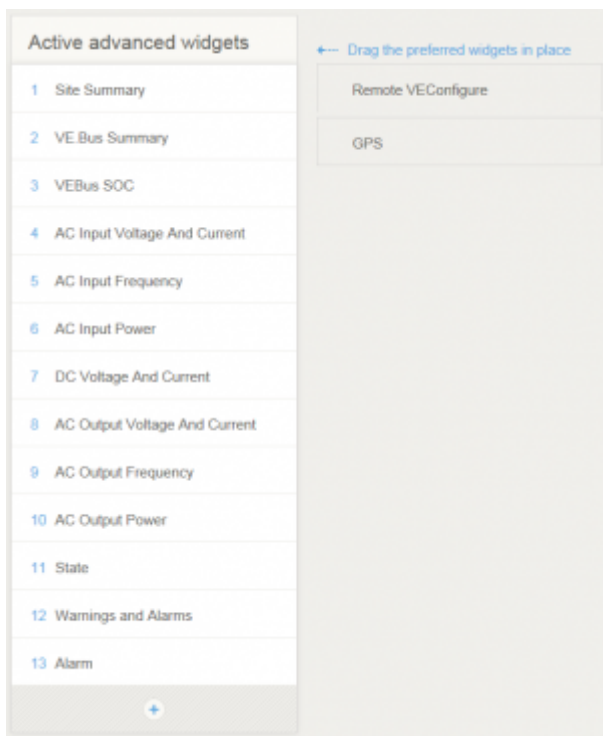 Active advanced widgets
1 Site Summary
2 VE.Bus Summary
3 VEBus SOC
4 AC Input Voltage And Current
5 AC Input Frequency
6 AC Input Power
7 DC Voltage And Current
8 AC Output Voltage And Current
9 AC Output Frequency
10 AC Output Power
11 State
12 Warnings and Alarms
13 Alarm
+
Drag the preferred widgets in place
Remote VEConfigure
GPS